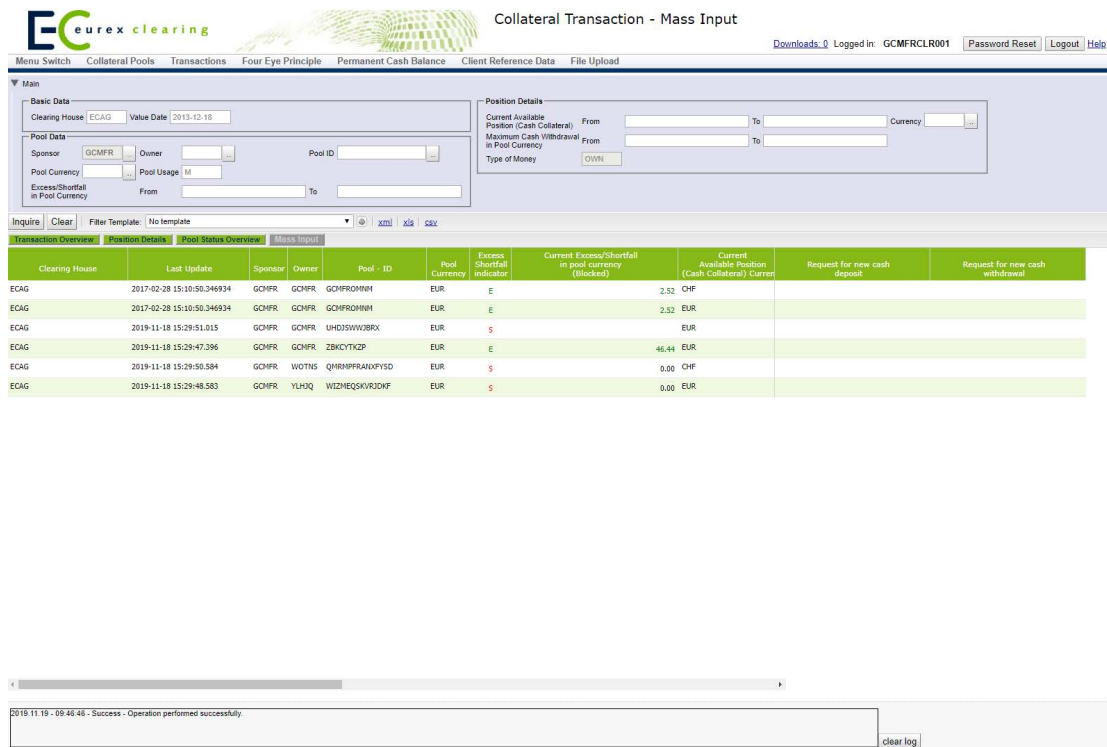 eurex clearing
Collateral Transaction - Mass Input
Downloads: 0 Logged in: GCMFRCLR001 Password Reset Logout Help
Menu Switch Collateral Pools Transactions Four Eye Principle Permanent Cash Balance Client Reference Data File Upload
Main
Basic Data
Clearing House ECAG Value Date 2013-12-18
Pool Data
Sponsor GCMFR .. Owner .. Pool ID ..
Pool Currency .. Pool Usage M
Excess/Shortfall in Pool Currency From To
Position Details
Current Available Position (Cash Collateral) From To Currency ..
Maximum Cash Withdrawal in Pool Currency From To
Type of Money OWN
Inquire Clear Filter Template: No template xml xls csv
Transaction Overview Position Details Pool Status Overview Mass Input
Clearing House Last Update Sponsor Owner Pool - ID Pool Currency Excess Shortfall indicator Current Excess/Shortfall in pool currency (Blocked) Current Available Position (Cash Collateral) Curren Request for new cash deposit Request for new cash withdrawal
ECAG 2017-02-28 15:10:50.346934 GCMFR GCMFR GCMFROMNM EUR E 2.52 CHF
ECAG 2017-02-28 15:10:50.346934 GCMFR GCMFR GCMFROMNM EUR E 2.52 EUR
ECAG 2019-11-18 15:29:51.015 GCMFR GCMFR UHDJSWWJBRX EUR S EUR
ECAG 2019-11-18 15:29:47.396 GCMFR GCMFR ZBKCYTKZP EUR E 46.44 EUR
ECAG 2019-11-18 15:29:50.584 GCMFR WOTNS QMRMPFRANXFYSD EUR S 0.00 CHF
ECAG 2019-11-18 15:29:48.583 GCMFR YLHJQ WIZMEQSKVRJDKF EUR S 0.00 EUR
2019.11.19 - 09:46:46 - Success - Operation performed successfully.
clear log